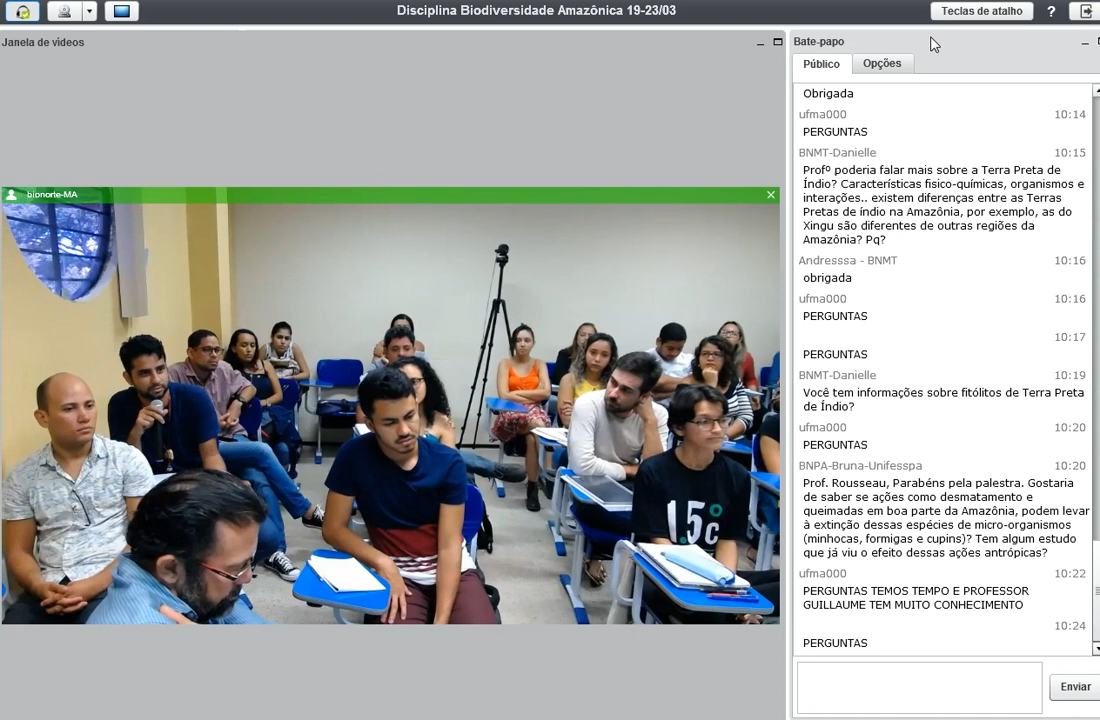 Disciplina Biodiversidade Amazônica 19-23/03
Teclas de atalho
?
Janela de videos
Bate-papo
Público
Opções
bionorte-MA
1.5°c
Obrigada
ufma000 10:14
PERGUNTAS
BNMT-Danielle 10:15
Profº poderia falar mais sobre a Terra Preta de
Índio? Características fisico-químicas, organismos e
interações.. existem diferenças entre as Terras
Pretas de índio na Amazônia, por exemplo, as do
Xingu são diferentes de outras regiões da
Amazônia? Pq?
Andresssa - BNMT 10:16
obrigada
ufma000 10:16
PERGUNTAS
10:17
PERGUNTAS
BNMT-Danielle 10:19
Você tem informações sobre fitólitos de Terra Preta
de Índio?
ufma000 10:20
PERGUNTAS
BNPA-Bruna-Unifesspa 10:20
Prof. Rousseau, Parabéns pela palestra. Gostaria
de saber se ações como desmatamento e
queimadas em boa parte da Amazônia, podem levar
à extinção dessas espécies de micro-organismos
(minhocas, formigas e cupins)? Tem algum estudo
que já viu o efeito dessas ações antrópicas?
ufma000 10:22
PERGUNTAS TEMOS TEMPO E PROFESSOR
GUILLAUME TEM MUITO CONHECIMENTO
10:24
PERGUNTAS
Enviar